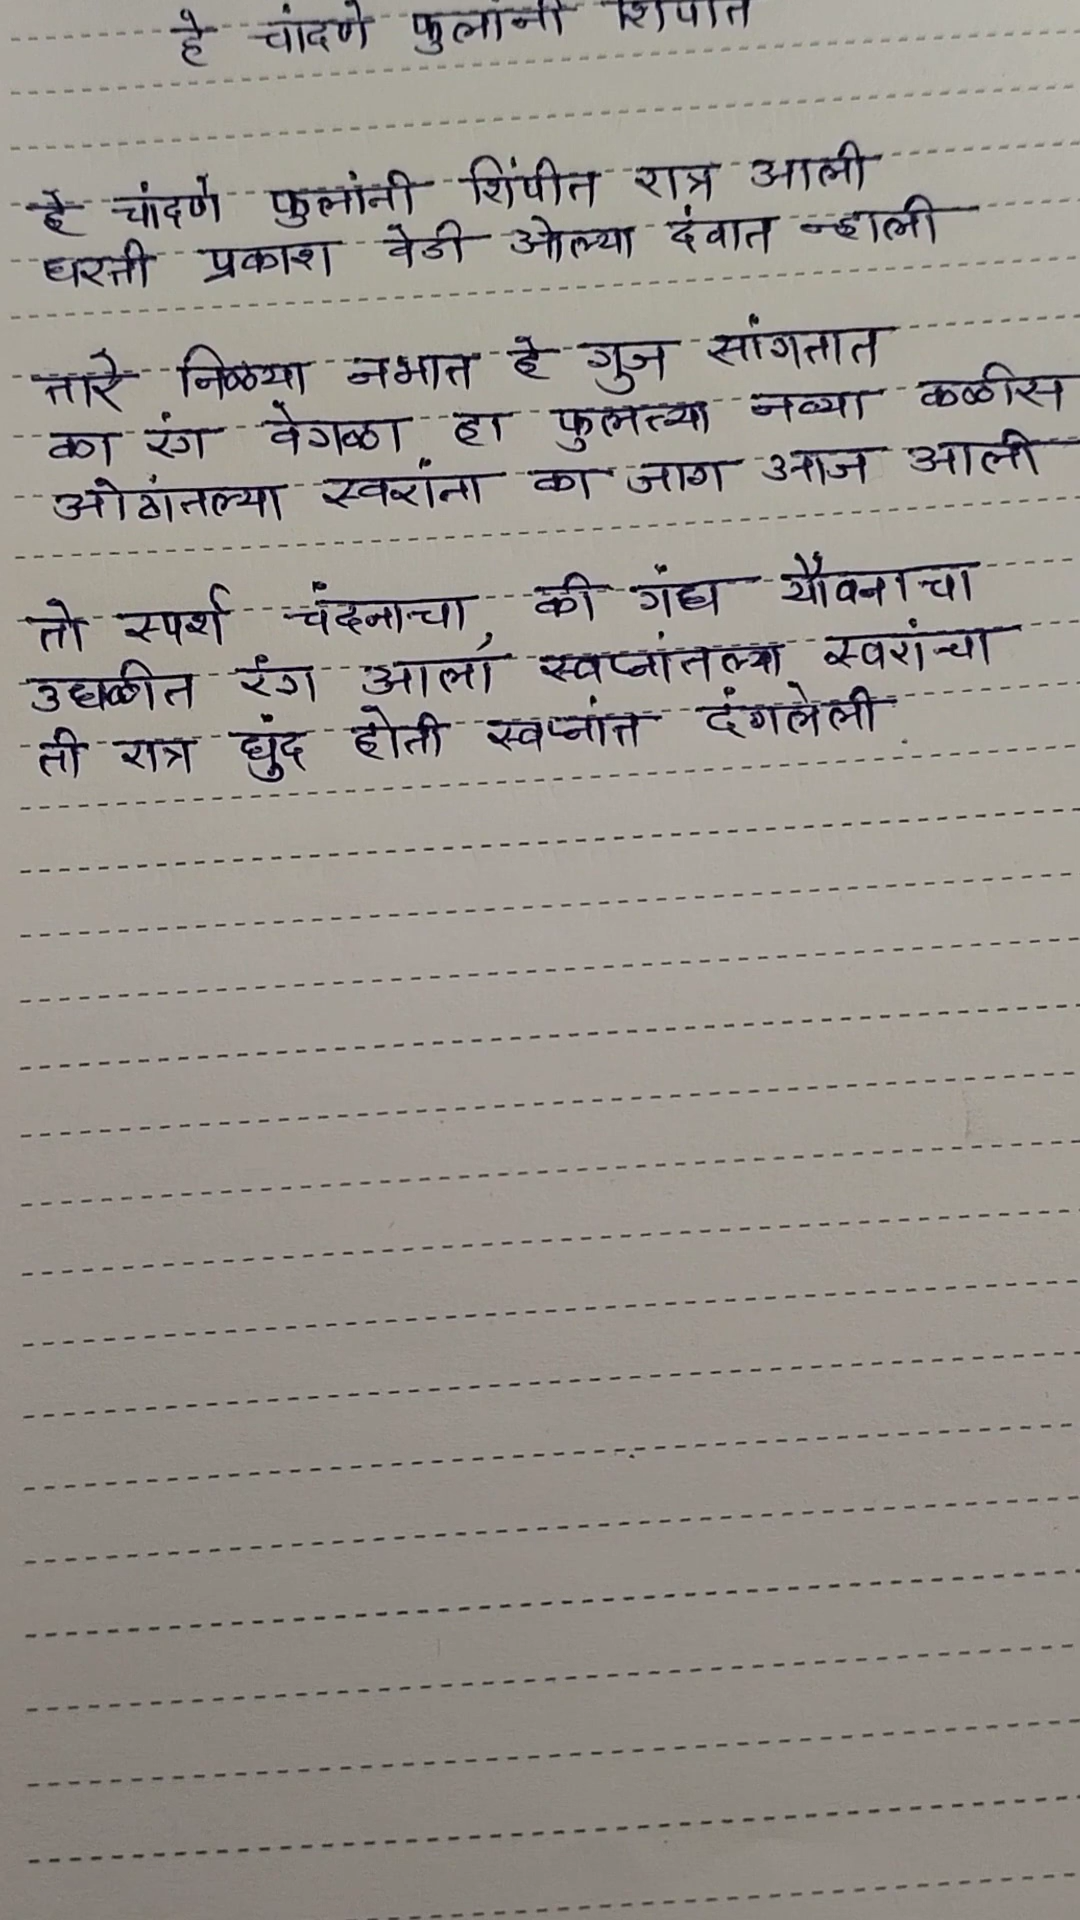 हे चांदणे फुलांनी शिंपीत
हे चांदणे फुलांनी शिंपीत रात्र आली
धरती प्रकाश वेडी ओल्या दंवात न्हाली
तारे निळ्या नभात हे गुज सांगतात
का रंग वेगळा हा फुलत्या नव्या कळीस
ओठांतल्या स्वरांना का जाग आज आली
तो स्पर्श चंदनाचा, की गंध यौवनाचा
उधळीत रंग आला स्वप्नांतल्या स्वरांचा
ती रात्र धुंद होती स्वप्नांत दंगलेली